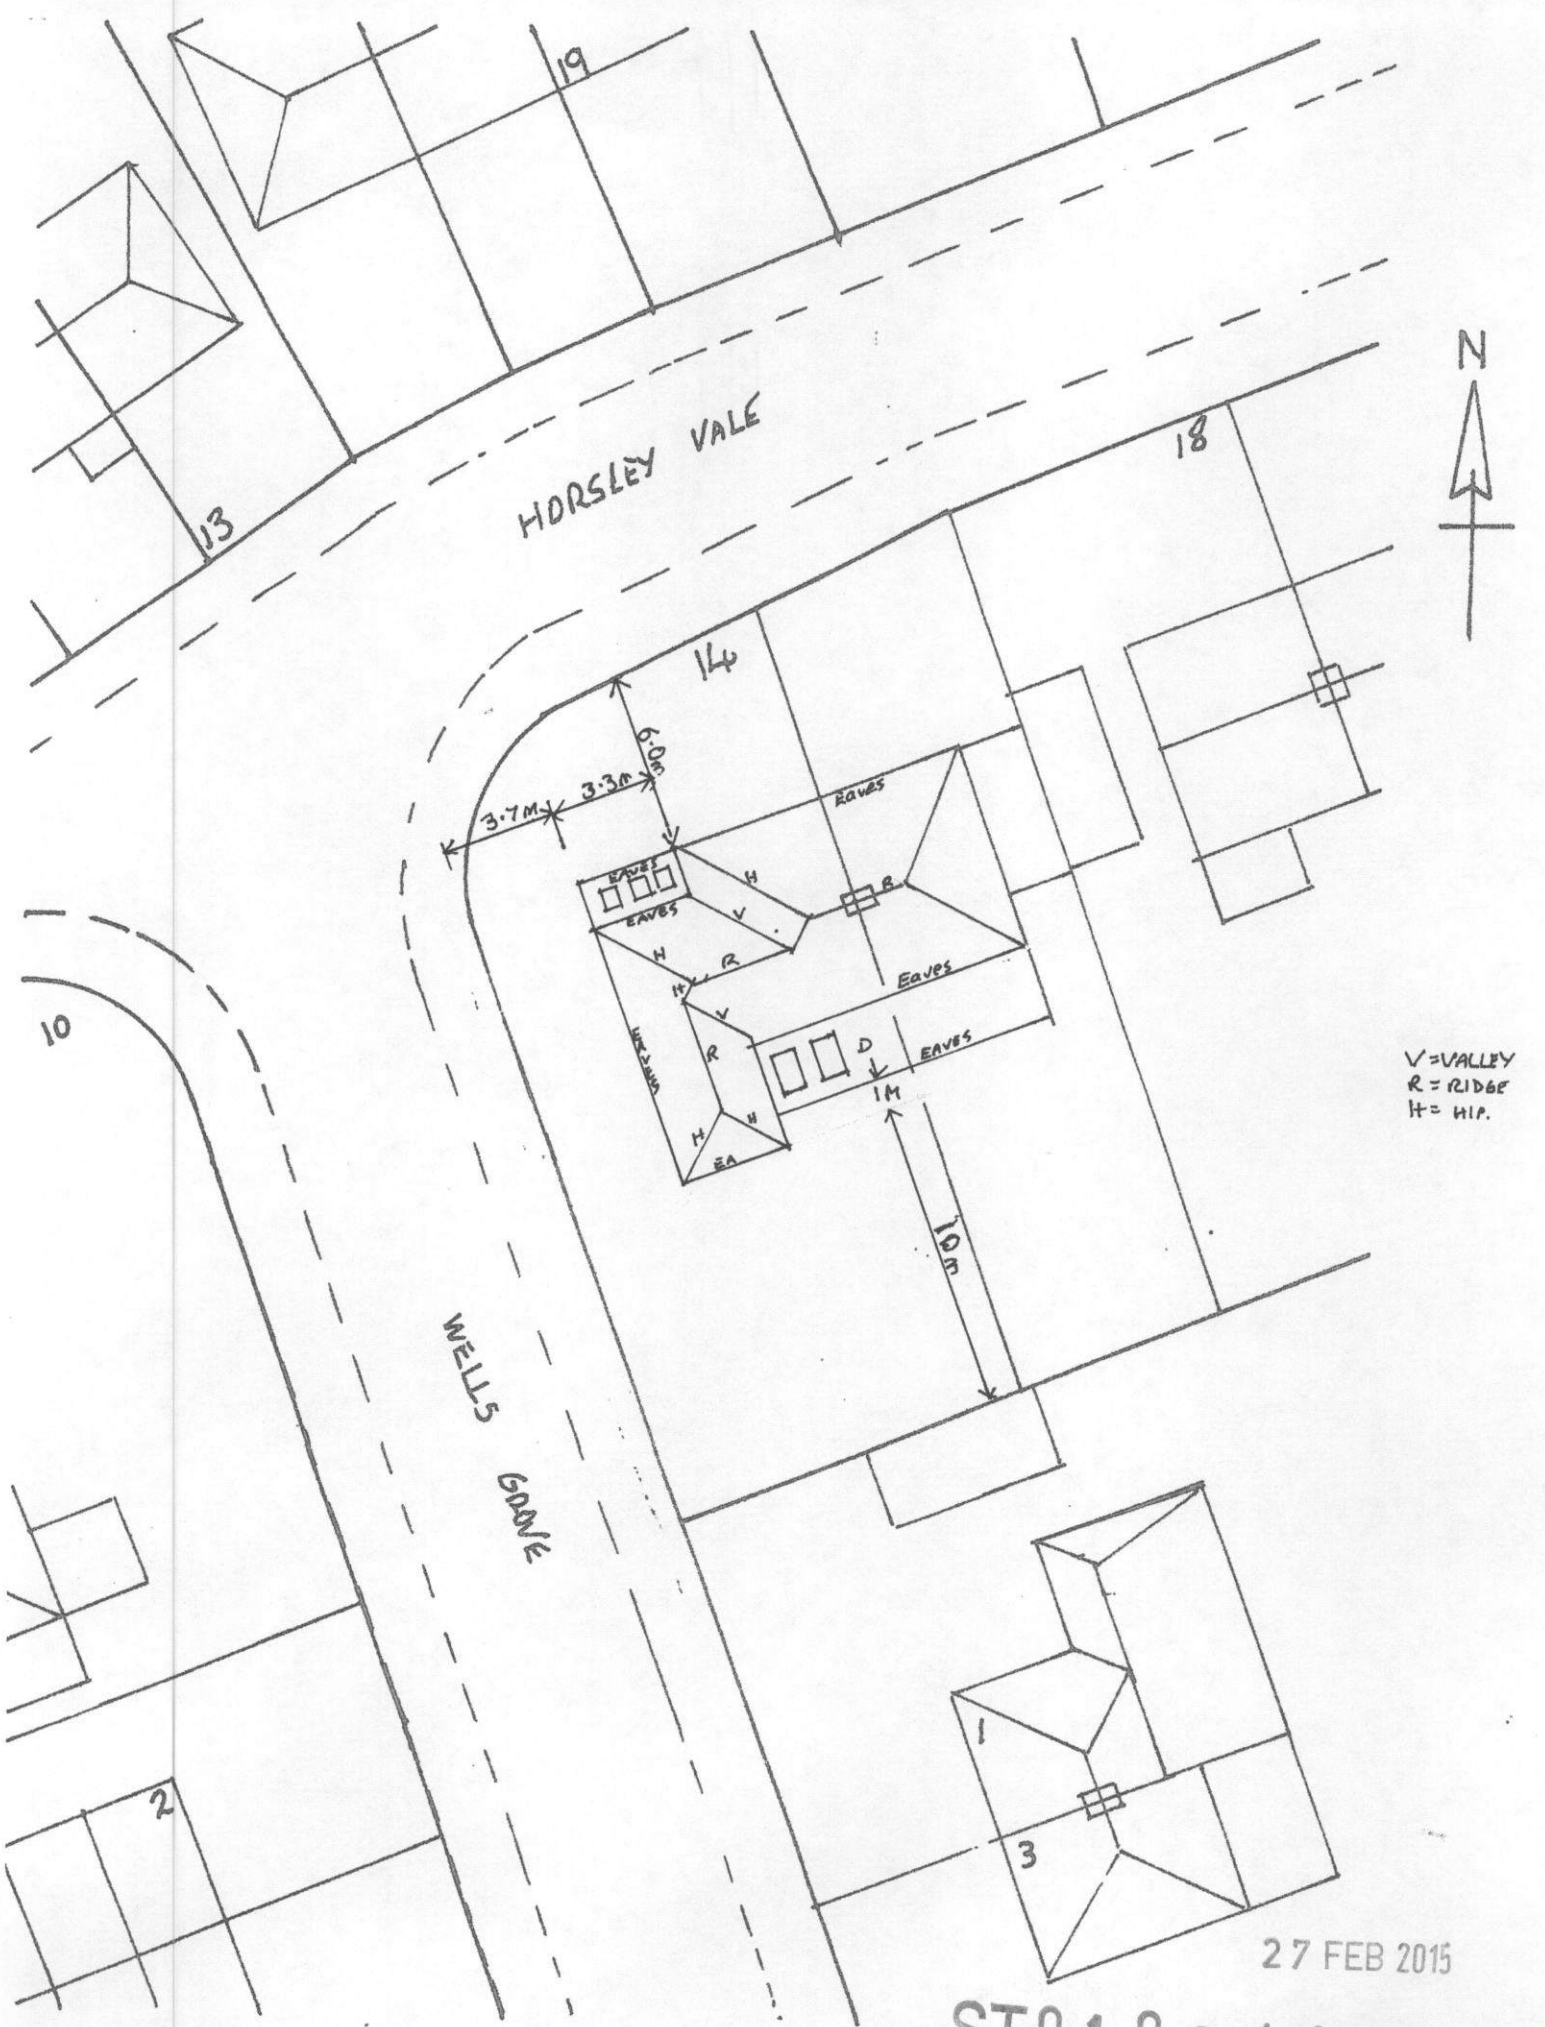 19
N
HORSLEY VALE
18
13
14
6.0m
3.3m
3.7M
Eaves
EAVES
H
R
EAVES
V
H
R
Eaves
H
V
10
R
D
EAVES
1M
V=VALLEY
R = RIDGE
H = HIP.
H
H
EA
10m
WELLS GROVE
1
2
3
27 FEB 2015